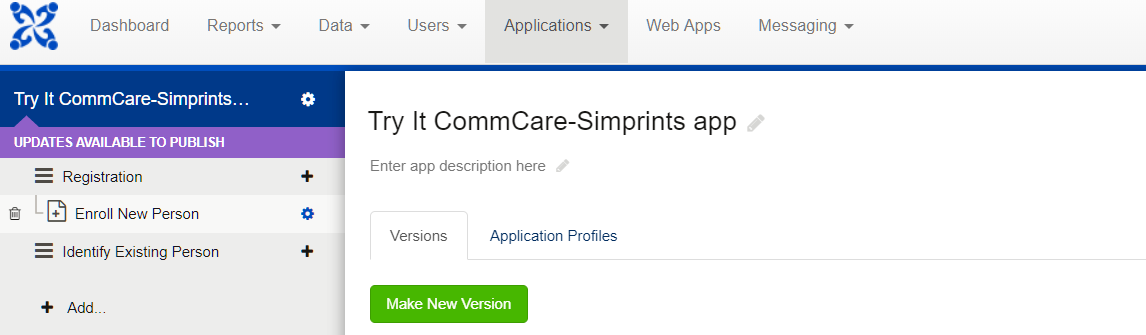 Dashboard Reports Data Users Applications Web Apps Messaging
Try It CommCare-Simprints…
UPDATES AVAILABLE TO PUBLISH
Registration
Enroll New Person
Identify Existing Person
Add...
Try It CommCare-Simprints app
Enter app description here
Versions Application Profiles
Make New Version